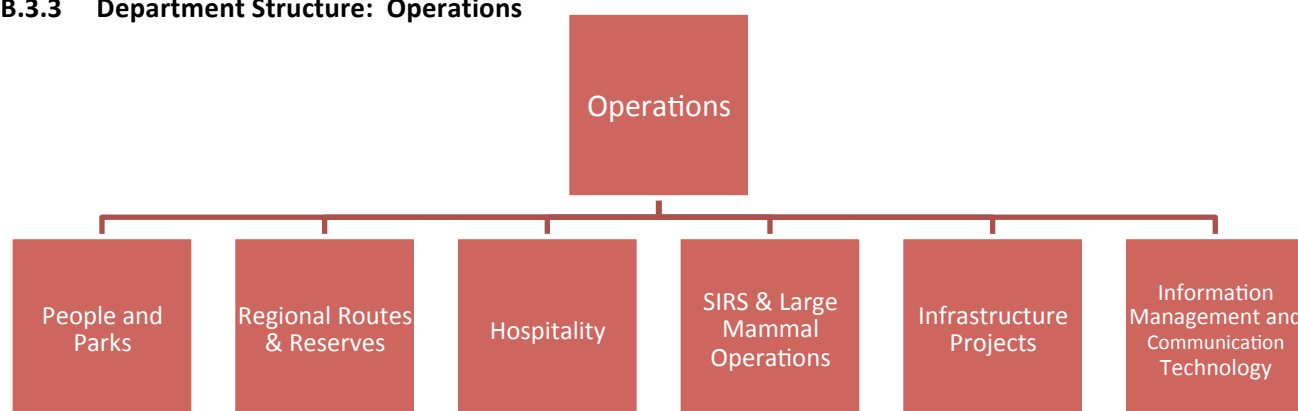 B.3.3 Department Structure: Operations
Operations
People and
Parks
Regional Routes
& Reserves
Hospitality
SIRS & Large
Mammal
Operations
Infrastructure
Projects
Information
Management and
Communication
Technology